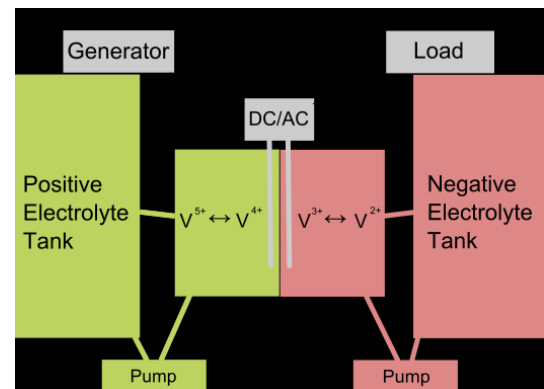 Generator
Load
DC/AC
Positive
Electrolyte
Tank
V⁵⁺ ↔ V⁴⁺
V³⁺ ↔ V²⁺
Negative
Electrolyte
Tank
Pump
Pump